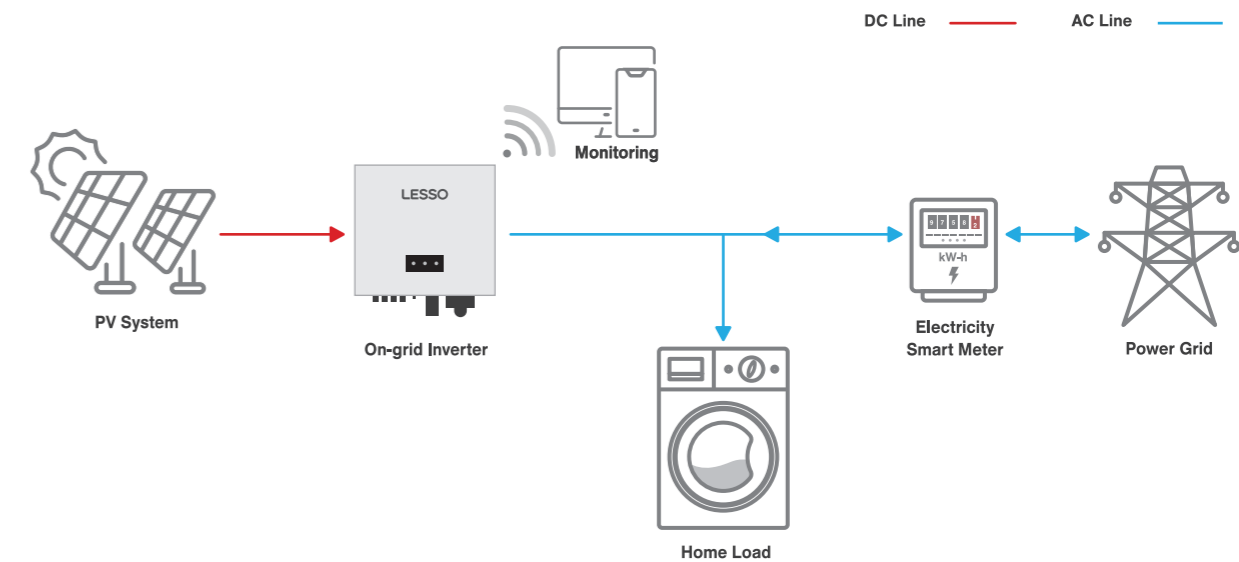 DC Line
AC Line
Monitoring
LESSO
PV System
On-grid Inverter
kW-h
Electricity
Smart Meter
Power Grid
Home Load